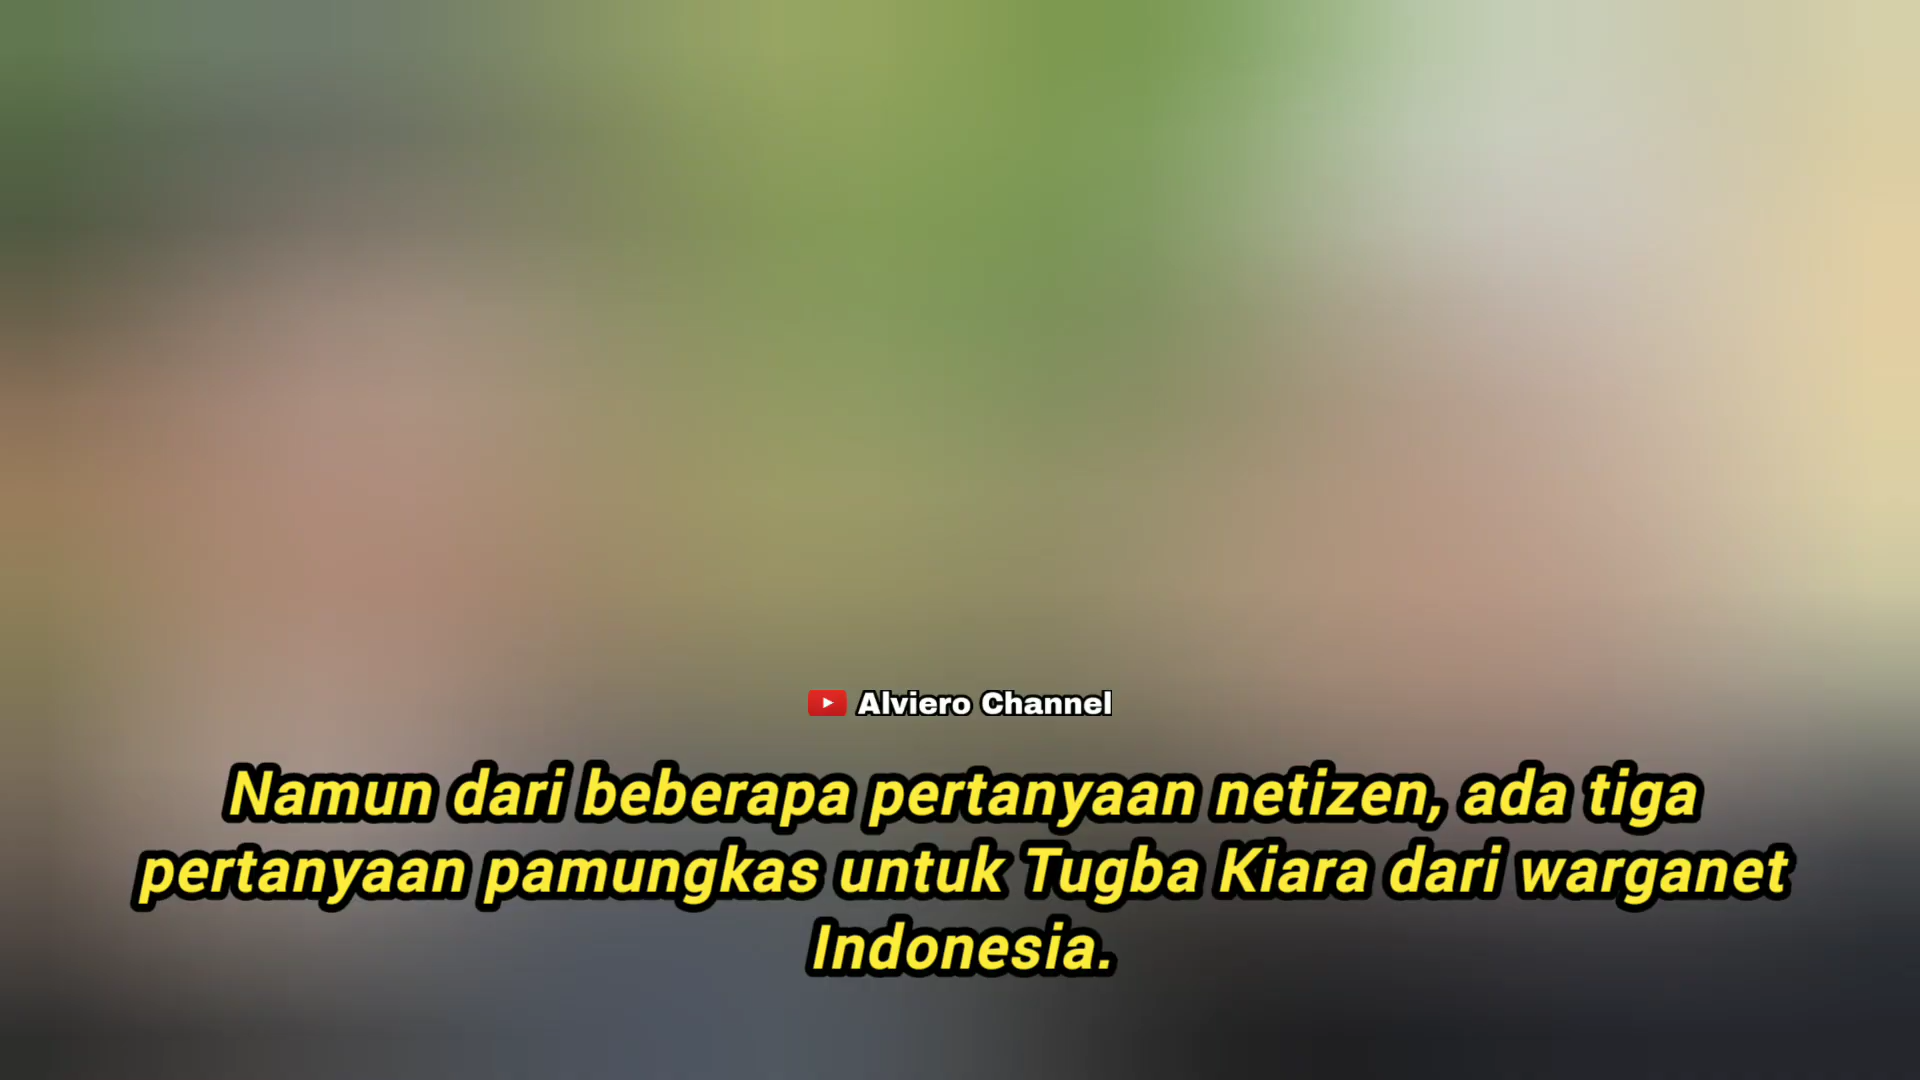 Alviero Channel
Namun dari beberapa pertanyaan netizen, ada tiga
pertanyaan pamungkas untuk Tugba Kiara dari warganet
Indonesia.